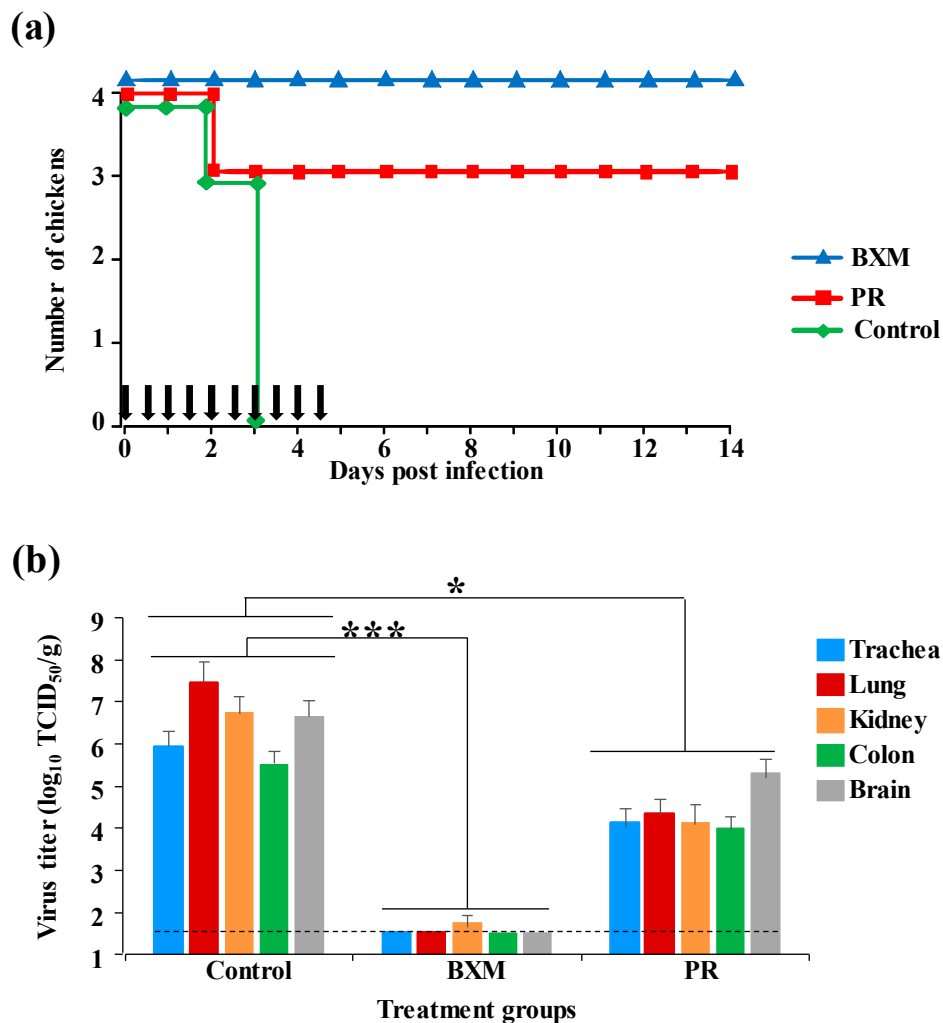 (a)
Number of chickens
4
3
2
1
0
0 2 4 6 8 10 12 14
Days post infection
BXM
PR
Control
(b)
Virus titer (log₁₀ TCID₅₀/g)
9
8
7
6
5
4
3
2
1
*
***
Control BXM PR
Treatment groups
Trachea
Lung
Kidney
Colon
Brain